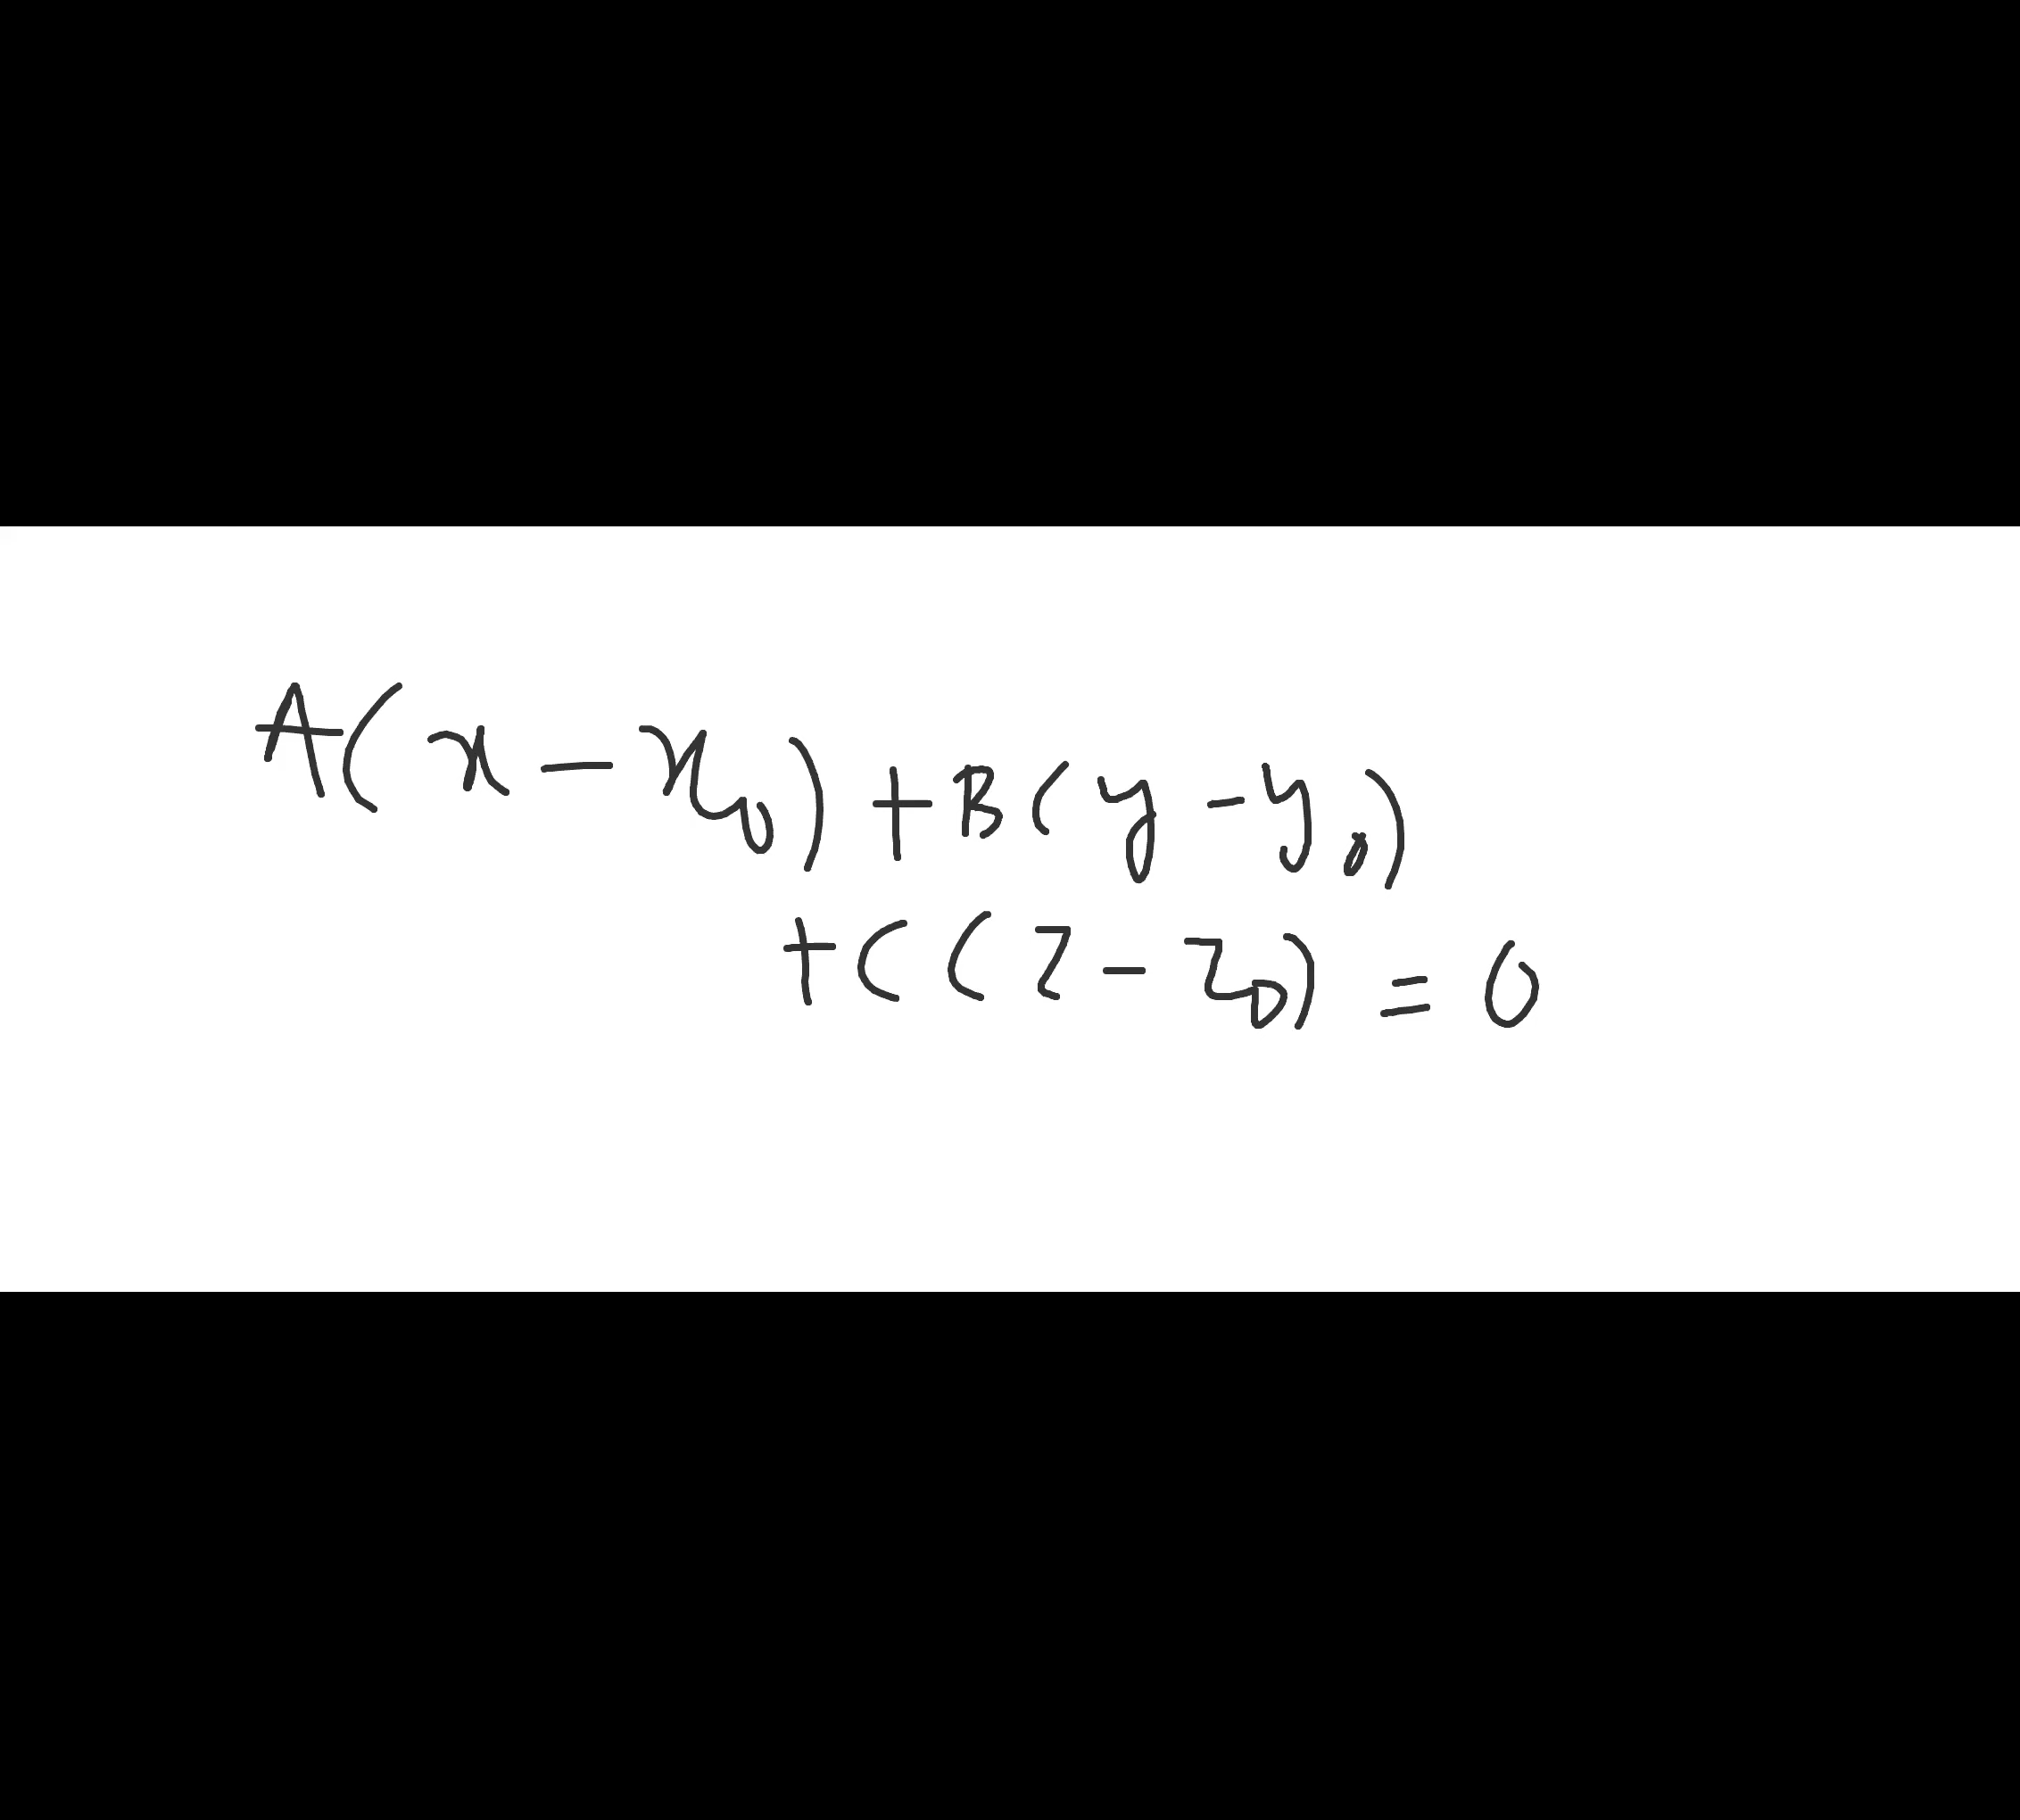 A(x − x₀) + B(y − y₀)
+ C(z − z₀) = 0